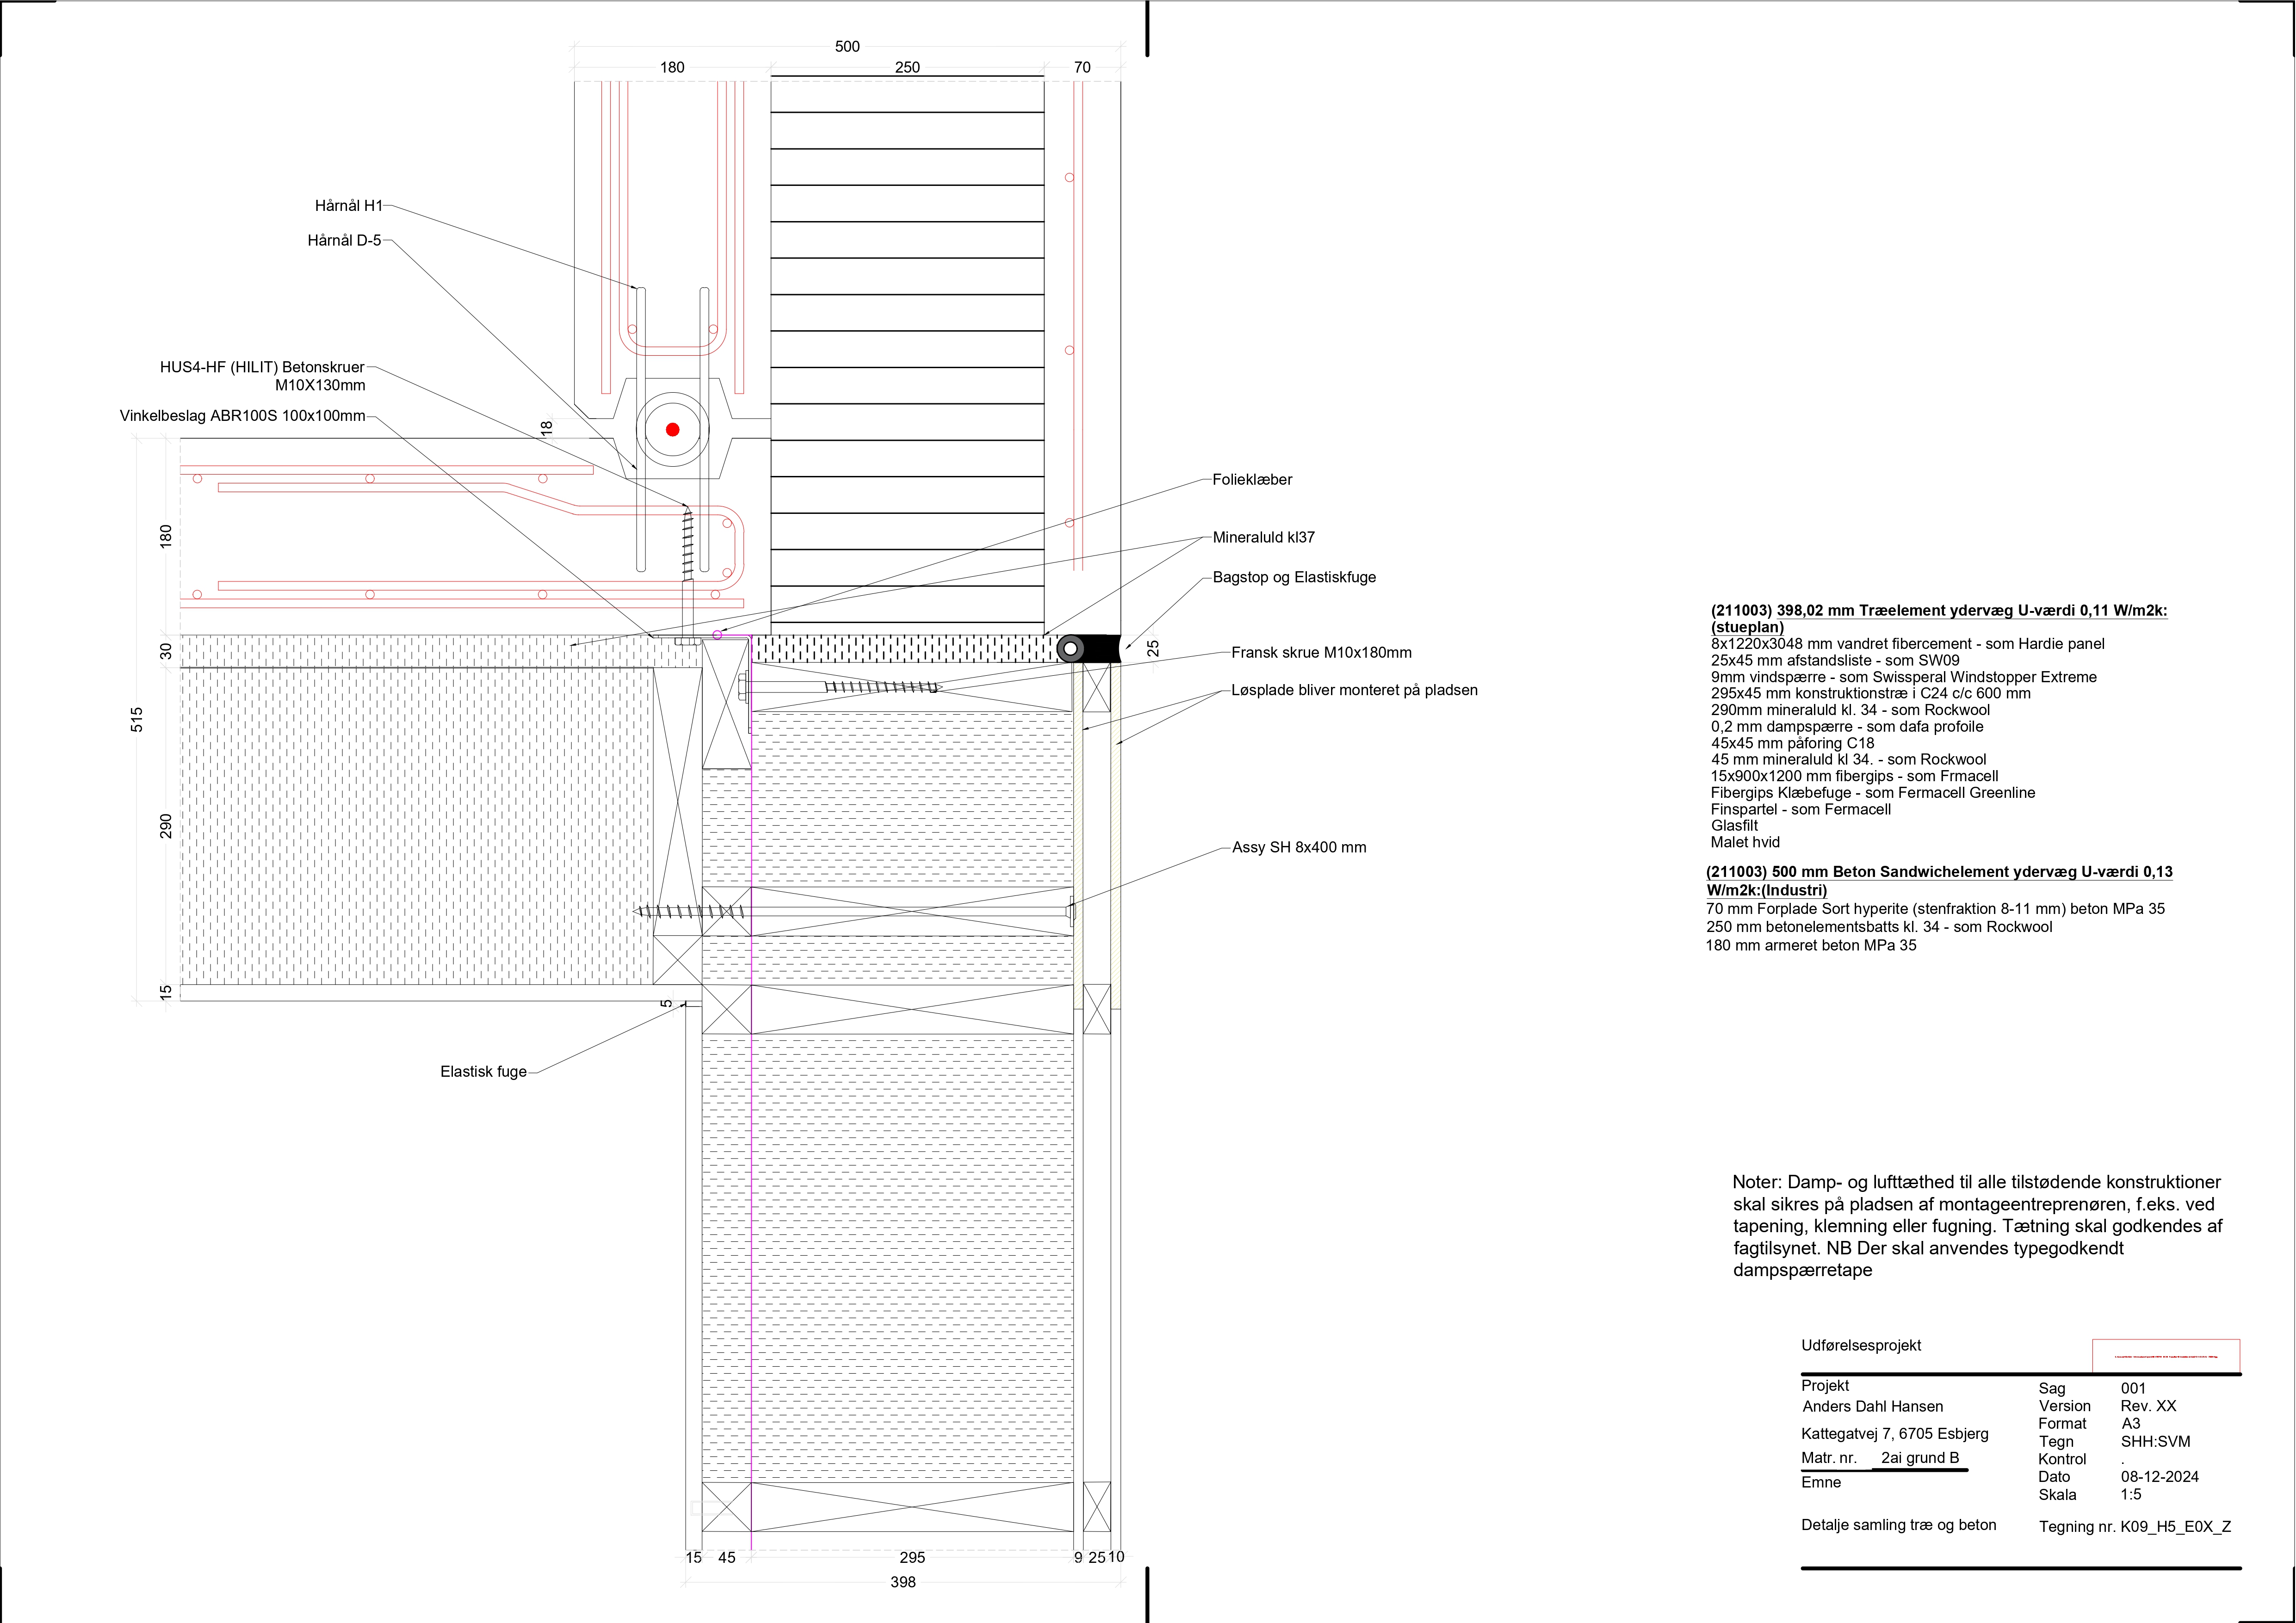 500
180
250
70
Hårnål H1
Hårnål D-5
HUS4-HF (HILIT) Betonskruer
M10X130mm
Vinkelbeslag ABR100S 100x100mm
18
180
30
515
290
15
5
25
Folieklæber
Mineraluld kl37
Bagstop og Elastiskfuge
Fransk skrue M10x180mm
Løsplade bliver monteret på pladsen
Assy SH 8x400 mm
Elastisk fuge
15
45
295
9
25
10
398
(211003) 398,02 mm Træelement ydervæg U-værdi 0,11 W/m2k:
(stueplan)
8x1220x3048 mm vandret fibercement - som Hardie panel
25x45 mm afstandsliste - som SW09
9mm vindspærre - som Swissperal Windstopper Extreme
295x45 mm konstruktionstræ i C24 c/c 600 mm
290mm mineraluld kl. 34 - som Rockwool
0,2 mm dampspærre - som dafa profoile
45x45 mm påforing C18
45 mm mineraluld kl 34. - som Rockwool
15x900x1200 mm fibergips - som Frmacell
Fibergips Klæbefuge - som Fermacell Greenline
Finspartel - som Fermacell
Glasfilt
Malet hvid
(211003) 500 mm Beton Sandwichelement ydervæg U-værdi 0,13
W/m2k:(Industri)
70 mm Forplade Sort hyperite (stenfraktion 8-11 mm) beton MPa 35
250 mm betonelementsbatts kl. 34 - som Rockwool
180 mm armeret beton MPa 35
Noter: Damp- og lufttæthed til alle tilstødende konstruktioner
skal sikres på pladsen af montageentreprenøren, f.eks. ved
tapening, klemning eller fugning. Tætning skal godkendes af
fagtilsynet. NB Der skal anvendes typegodkendt
dampspærretape
Udførelsesprojekt
Projekt
Anders Dahl Hansen
Kattegatvej 7, 6705 Esbjerg
Matr. nr. 2ai grund B
Emne
Detalje samling træ og beton
Sag 001
Version Rev. XX
Format A3
Tegn SHH:SVM
Kontrol .
Dato 08-12-2024
Skala 1:5
Tegning nr. K09_H5_E0X_Z